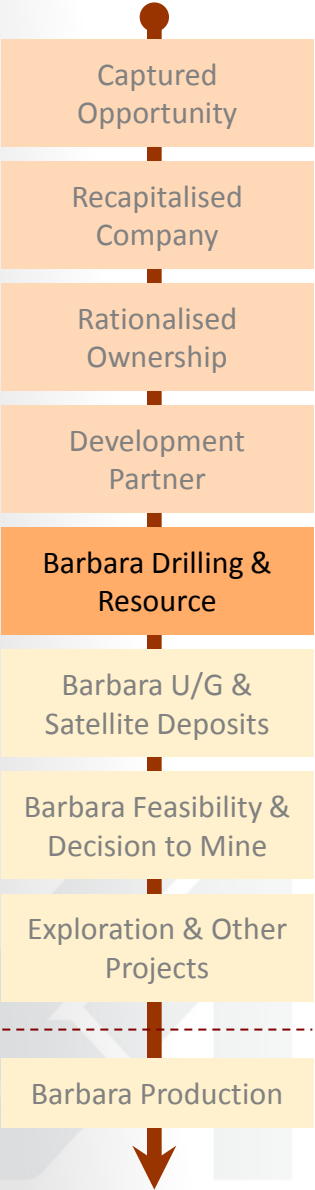 Captured
Opportunity
Recapitalised
Company
Rationalised
Ownership
Development
Partner
Barbara Drilling &
Resource
Barbara U/G &
Satellite Deposits
Barbara Feasibility &
Decision to Mine
Exploration & Other
Projects
Barbara Production